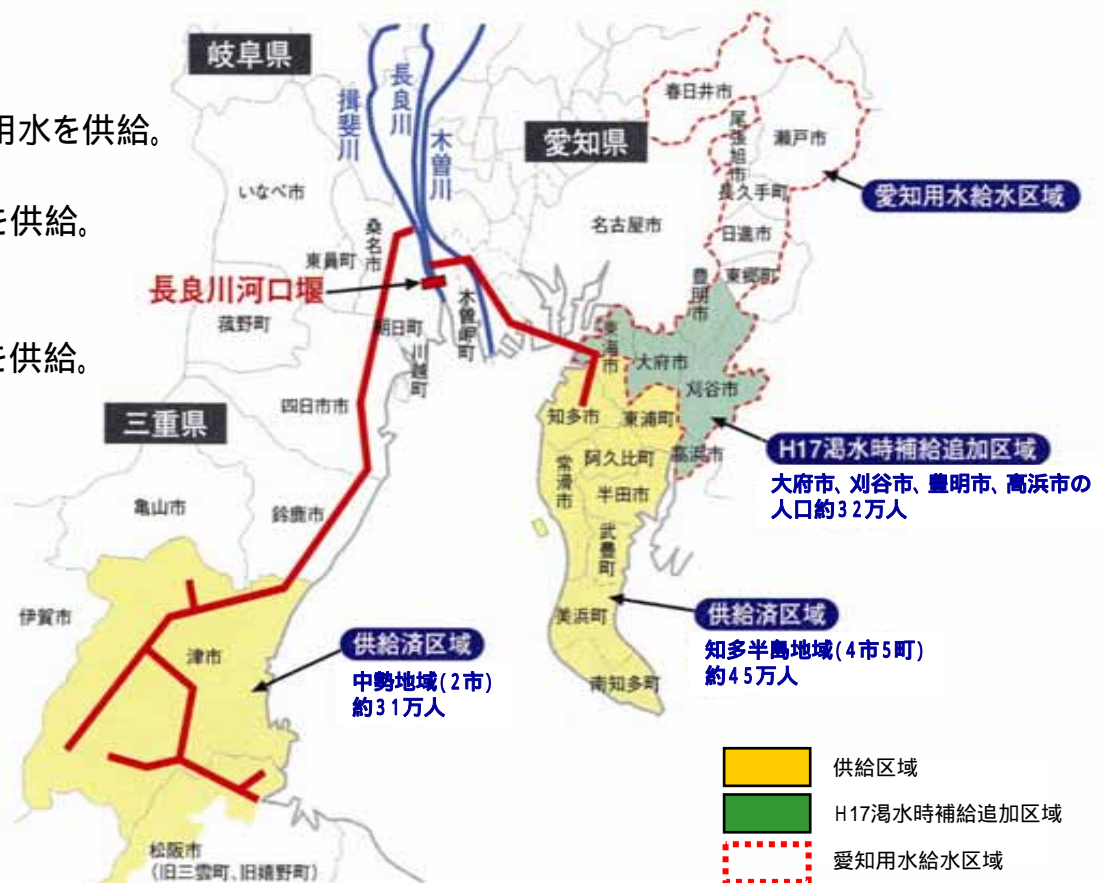 用水を供給。
を供給。
を供給。
岐阜県
愛知県
三重県
揖斐川
長良川
木曽川
春日井市
尾張旭市
瀬戸市
長久手町
愛知用水給水区域
日進市
東郷町
名古屋市
豊明市
いなべ市
桑名市
東員町
長良川河口堰
木曽岬町
菰野町
朝日町
川越町
四日市市
東海市
大府市
刈谷市
知多市
東浦町
高浜市
H17渇水時補給追加区域
大府市、刈谷市、豊明市、高浜市の
人口約32万人
阿久比町
常滑市
半田市
武豊町
亀山市
鈴鹿市
美浜町
供給済区域
知多半島地域(4市5町)
約45万人
南知多町
伊賀市
津市
供給済区域
中勢地域(2市)
約31万人
松阪市
(旧三雲町、旧嬉野町)
供給区域
H17渇水時補給追加区域
愛知用水給水区域